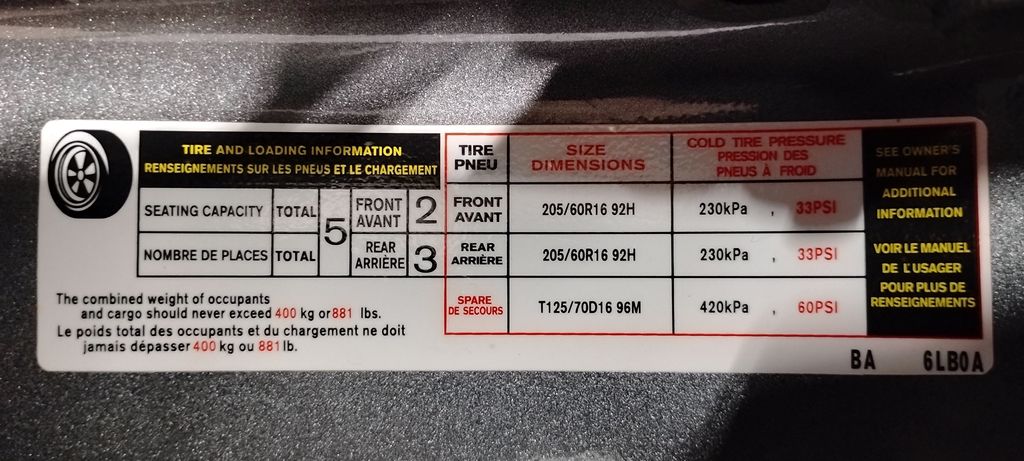 TIRE AND LOADING INFORMATION
RENSEIGNEMENTS SUR LES PNEUS ET LE CHARGEMENT
SEATING CAPACITY TOTAL 5 FRONT AVANT 2
NOMBRE DE PLACES TOTAL REAR ARRIÈRE 3
The combined weight of occupants
and cargo should never exceed 400 kg or 881 lbs.
Le poids total des occupants et du chargement ne doit
jamais dépasser 400 kg ou 881 lb.
TIRE PNEU SIZE DIMENSIONS COLD TIRE PRESSURE PRESSION DES PNEUS À FROID
FRONT AVANT 205/60R16 92H 230kPa , 33PSI
REAR ARRIÈRE 205/60R16 92H 230kPa , 33PSI
SPARE DE SECOURS T125/70D16 96M 420kPa , 60PSI
SEE OWNER'S
MANUAL FOR
ADDITIONAL
INFORMATION
VOIR LE MANUEL
DE L'USAGER
POUR PLUS DE
RENSEIGNEMENTS
BA 6LB0A